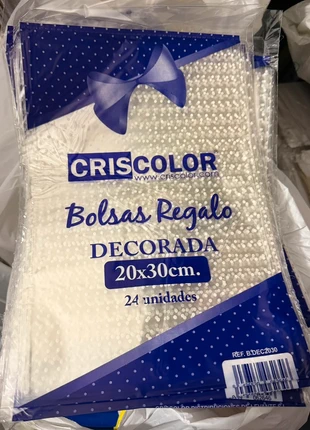 CRISCOLOR
www.criscolor.com
Bolsas Regalo
DECORADA
20x30cm.
24 unidades
REF. B.DEC2030